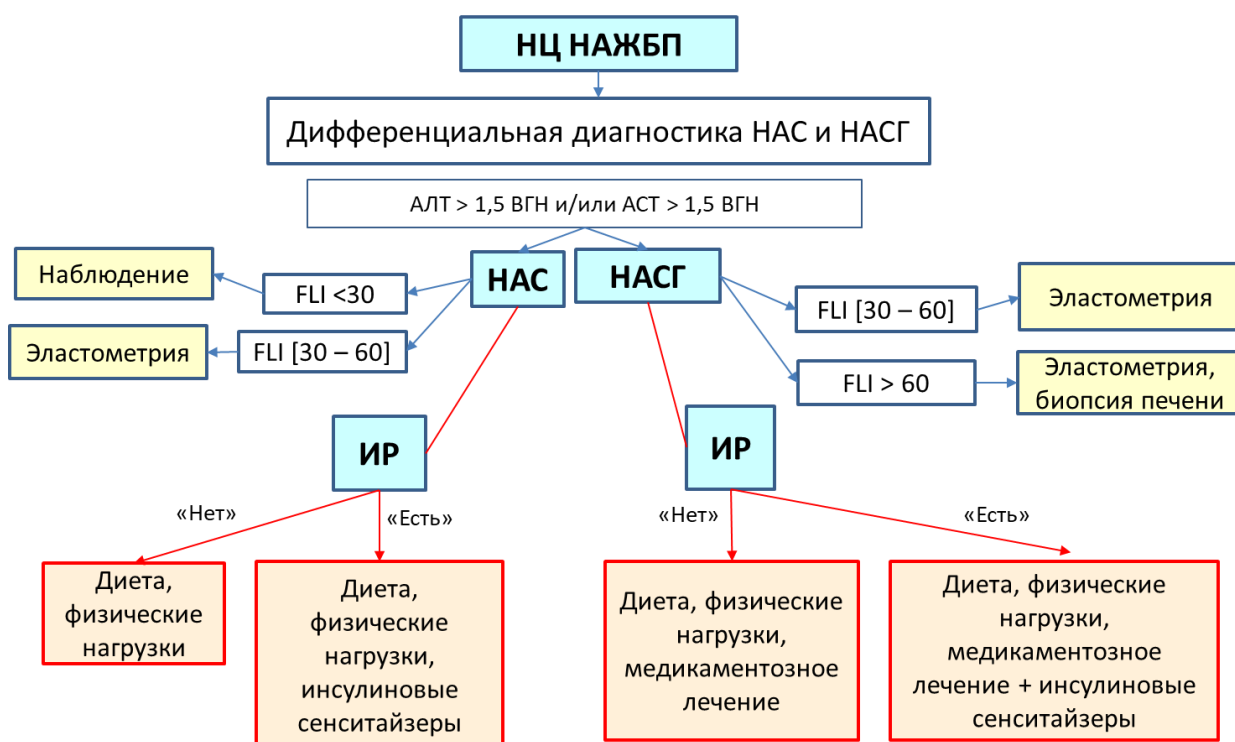 НЦ НАЖБП
Дифференциальная диагностика НАС и НАСГ
АЛТ > 1,5 ВГН и/или АСТ > 1,5 ВГН
Наблюдение
FLI <30
НАС
НАСГ
FLI [30 – 60]
Эластометрия
Эластометрия
FLI [30 – 60]
FLI > 60
Эластометрия,
биопсия печени
ИР
ИР
«Нет»
«Есть»
«Нет»
«Есть»
Диета,
физические
нагрузки
Диета,
физические
нагрузки,
инсулиновые
сенситайзеры
Диета, физические
нагрузки,
медикаментозное
лечение
Диета, физические
нагрузки,
медикаментозное
лечение + инсулиновые
сенситайзеры